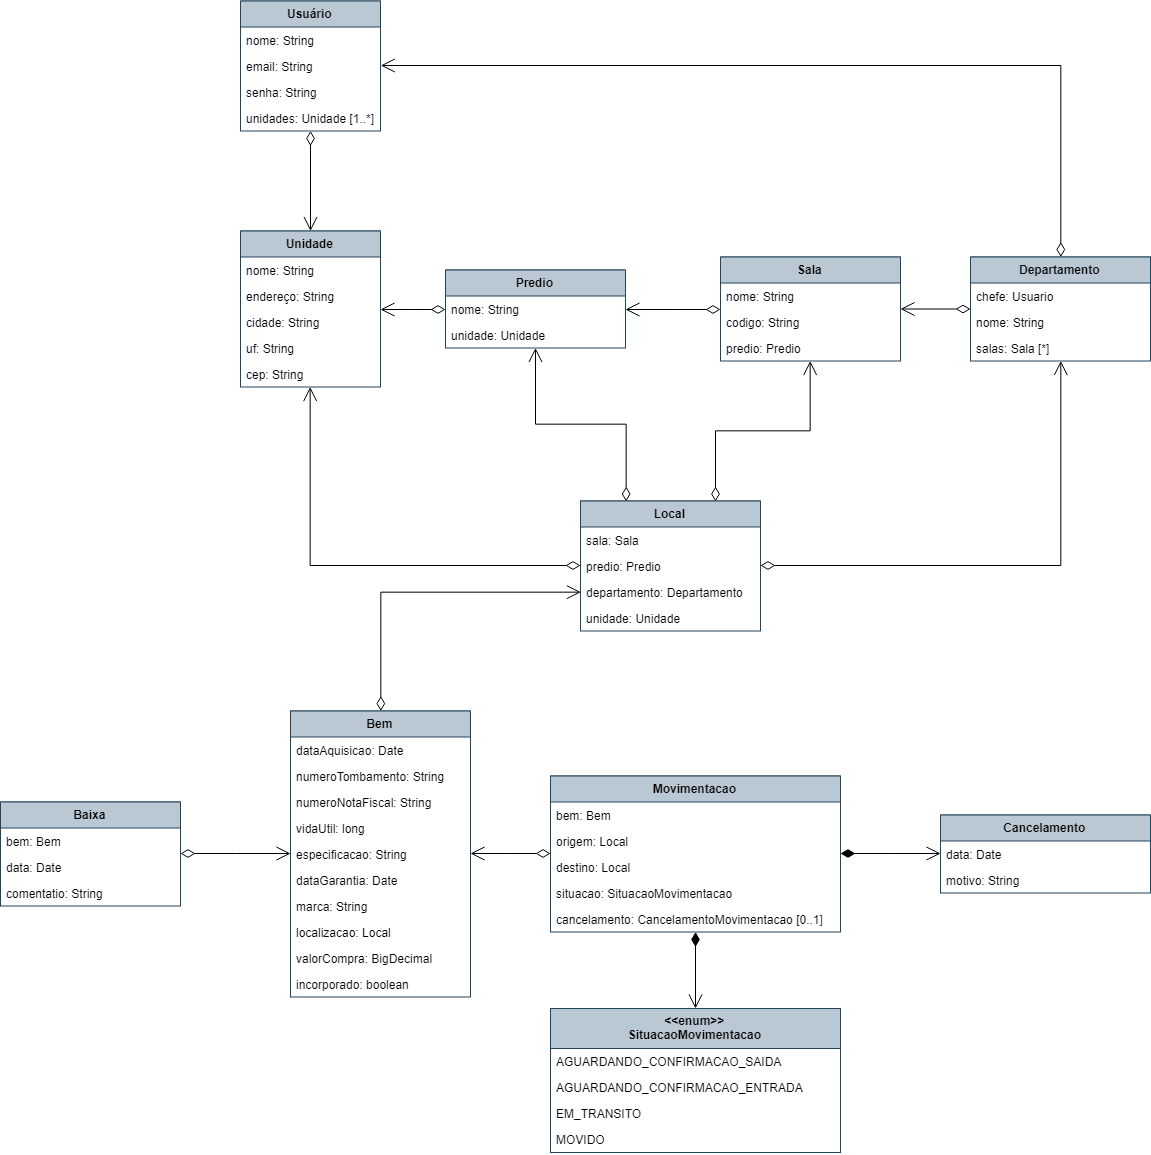 Usuário
nome: String
email: String
senha: String
unidades: Unidade [1..*]
Unidade
nome: String
endereço: String
cidade: String
uf: String
cep: String
Predio
nome: String
unidade: Unidade
Sala
nome: String
codigo: String
predio: Predio
Departamento
chefe: Usuario
nome: String
salas: Sala [*]
Local
sala: Sala
predio: Predio
departamento: Departamento
unidade: Unidade
Baixa
bem: Bem
data: Date
comentatio: String
Bem
dataAquisicao: Date
numeroTombamento: String
numeroNotaFiscal: String
vidaUtil: long
especificacao: String
dataGarantia: Date
marca: String
localizacao: Local
valorCompra: BigDecimal
incorporado: boolean
Movimentacao
bem: Bem
origem: Local
destino: Local
situacao: SituacaoMovimentacao
cancelamento: CancelamentoMovimentacao [0..1]
Cancelamento
data: Date
motivo: String
<<enum>>
SituacaoMovimentacao
AGUARDANDO_CONFIRMACAO_SAIDA
AGUARDANDO_CONFIRMACAO_ENTRADA
EM_TRANSITO
MOVIDO